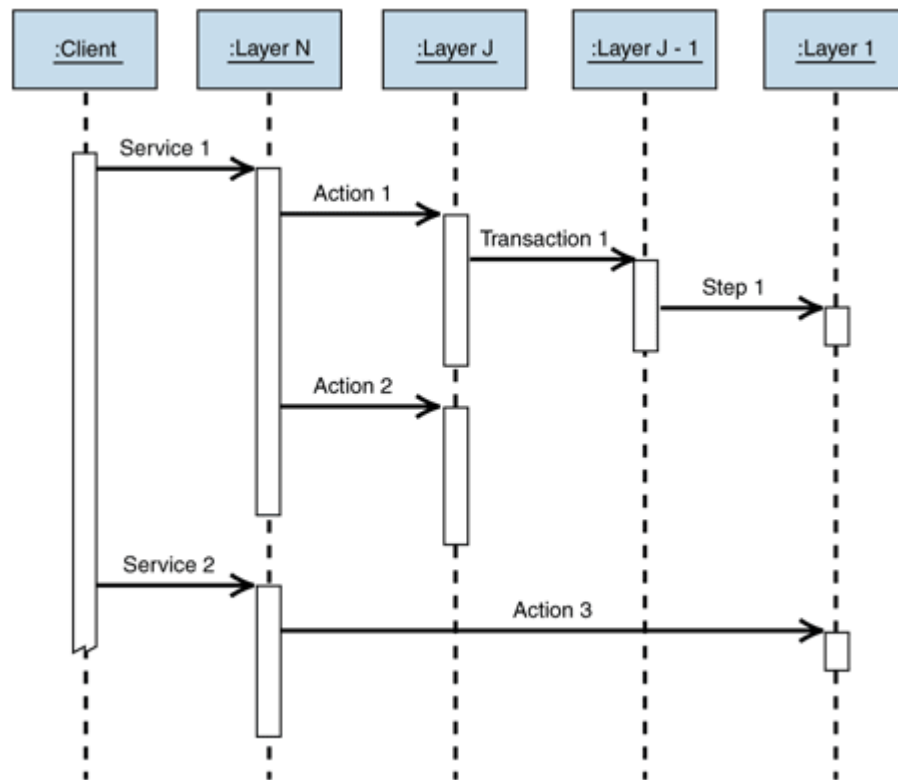 :Client
:Layer N
:Layer J
:Layer J - 1
:Layer 1
Service 1
Action 1
Transaction 1
Step 1
Action 2
Service 2
Action 3